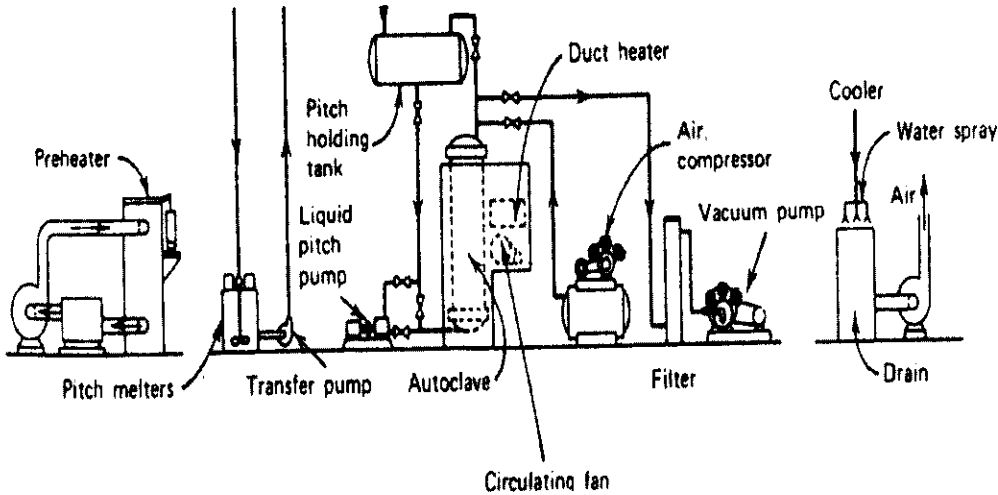 Preheater
Pitch
holding
tank
Liquid
pitch
pump
Duct heater
Air
compressor
Vacuum pump
Cooler
Water spray
Air
Pitch melters
Transfer pump
Autoclave
Filter
Drain
Circulating fan